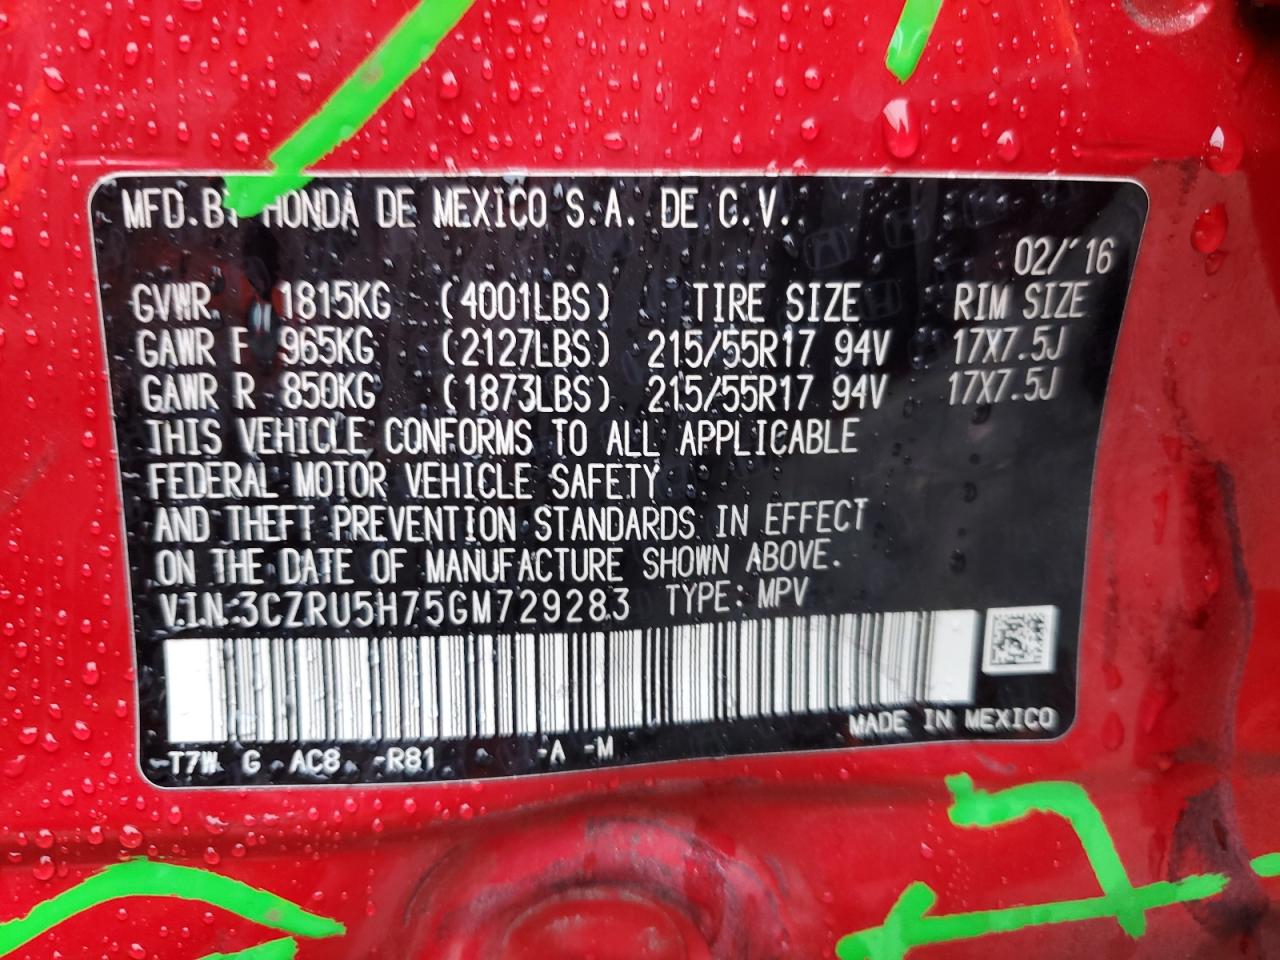 MFD.BY HONDA DE MEXICO S.A. DE C.V.
02/'16
GVWR. 1815KG (4001LBS) TIRE SIZE RIM SIZE
GAWR F 965KG (2127LBS) 215/55R17 94V 17X7.5J
GAWR R 850KG (1873LBS) 215/55R17 94V 17X7.5J
THIS VEHICLE CONFORMS TO ALL APPLICABLE
FEDERAL MOTOR VEHICLE SAFETY
AND THEFT PREVENTION STANDARDS IN EFFECT
ON THE DATE OF MANUFACTURE SHOWN ABOVE.
V.I.N:3CZRU5H75GM729283 TYPE: MPV
MADE IN MEXICO
-T7W G AC8 -R81 -A -M